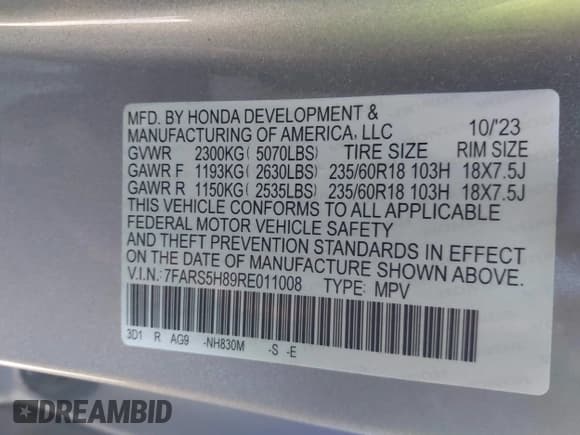 MFD. BY HONDA DEVELOPMENT &
MANUFACTURING OF AMERICA, LLC 10/'23
GVWR 2300KG ( 5070LBS) TIRE SIZE RIM SIZE
GAWR F 1193KG ( 2630LBS) 235/60R18 103H 18X7.5J
GAWR R 1150KG ( 2535LBS) 235/60R18 103H 18X7.5J
THIS VEHICLE CONFORMS TO ALL APPLICABLE
FEDERAL MOTOR VEHICLE SAFETY
AND THEFT PREVENTION STANDARDS IN EFFECT
ON THE DATE OF MANUFACTURE SHOWN ABOVE.
V.I.N.: 7FARS5H89RE011008 TYPE: MPV
3D1 R AG9 -NH830M -S -E
DREAMBID